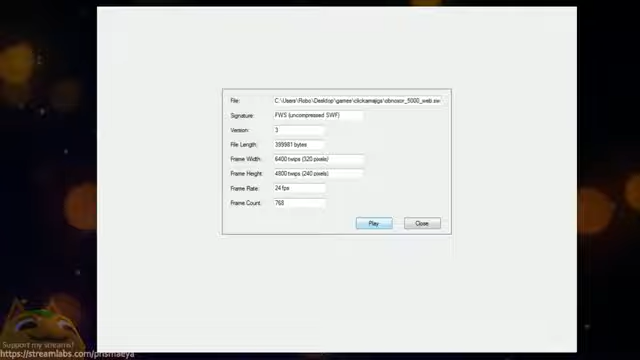 File: C:\Users\Robo\Desktop\games\clickamajigs\obnoxor_5000_web.sw
Signature: FWS (uncompressed SWF)
Version: 3
File Length: 399981 bytes
Frame Width: 6400 twips (320 pixels)
Frame Height: 4800 twips (240 pixels)
Frame Rate: 24 fps
Frame Count: 768
Play Close
Support my streams!
https://streamlabs.com/prismaeya